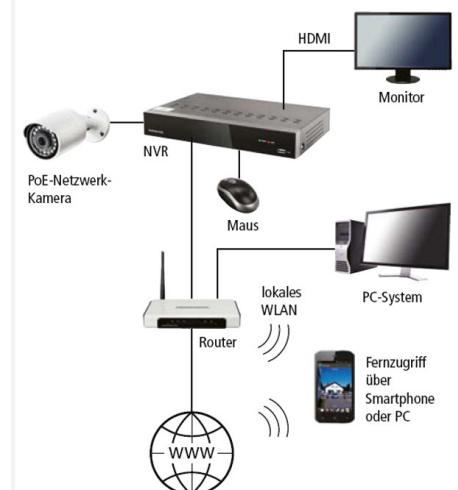 HDMI
Monitor
NVR
PoE-Netzwerk-
Kamera
Maus
PC-System
lokales
WLAN
Router
Fernzugriff
über
Smartphone
oder PC
WWW